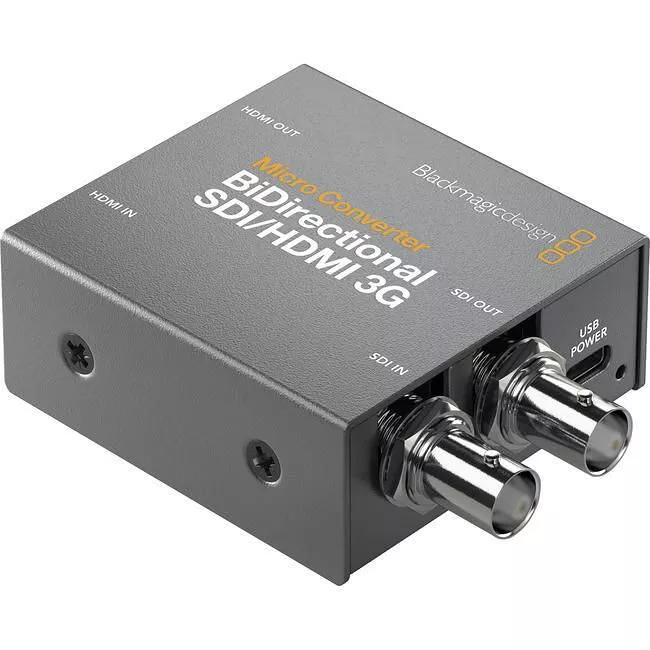 HDMI OUT
HDMI IN
Micro Converter
BiDirectional
SDI/HDMI 3G
Blackmagicdesign
SDI OUT
SDI IN
USB
POWER